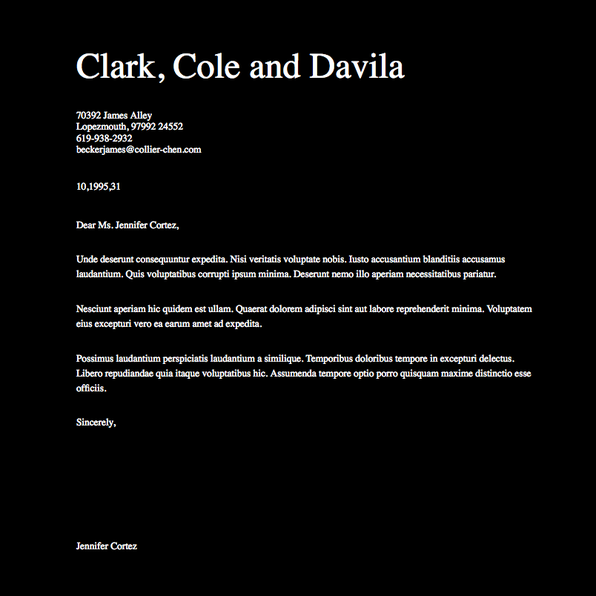 Clark, Cole and Davila
70392 James Alley
Lopezmouth, 97992 24552
619-938-2932
beckerjames@collier-chen.com
10,1995,31
Dear Ms. Jennifer Cortez,
Unde deserunt consequuntur expedita. Nisi veritatis voluptate nobis. Iusto accusantium blanditiis accusamus
laudantium. Quis voluptatibus corrupti ipsum minima. Deserunt nemo illo aperiam necessitatibus pariatur.
Nesciunt aperiam hic quidem est ullam. Quaerat dolorem adipisci sint aut labore reprehenderit minima. Voluptatem
eius excepturi vero ea earum amet ad expedita.
Possimus laudantium perspiciatis laudantium a similique. Temporibus doloribus tempore in excepturi delectus.
Libero repudiandae quia itaque voluptatibus hic. Assumenda tempore optio porro quisquam maxime distinctio esse
officiis.
Sincerely,
Jennifer Cortez